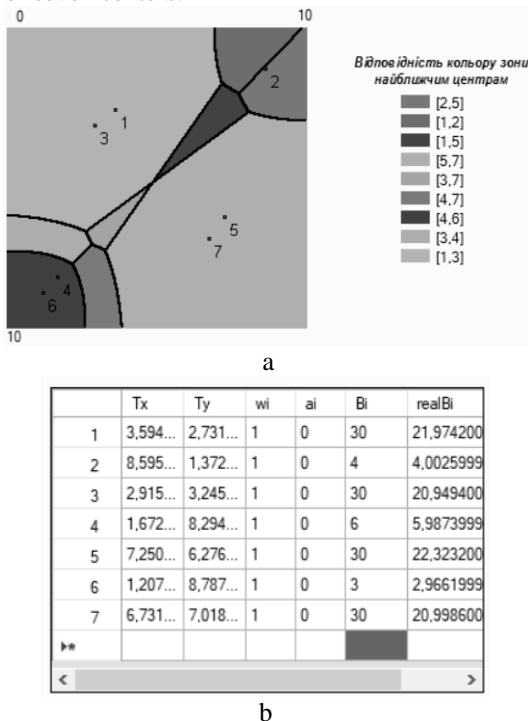 0
10
10
1
3
2
5
7
4
6
Відповідність кольору зони
найближчим центрам
[2,5]
[1,2]
[1,5]
[5,7]
[3,7]
[4,7]
[4,6]
[3,4]
[1,3]
a
Tx Ty wi ai Bi realBi
1 3,594... 2,731... 1 0 30 21,974200
2 8,595... 1,372... 1 0 4 4,0025999
3 2,915... 3,245... 1 0 30 20,949400
4 1,672... 8,294... 1 0 6 5,9873999
5 7,250... 6,276... 1 0 30 22,323200
6 1,207... 8,787... 1 0 3 2,9661999
7 6,731... 7,018... 1 0 30 20,998600
b